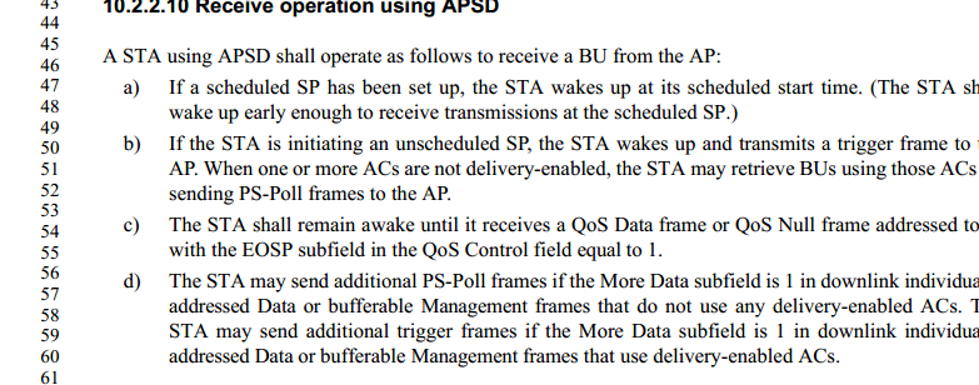 43 10.2.2.10 Receive operation using APSD
44
45
46 A STA using APSD shall operate as follows to receive a BU from the AP:
47 a) If a scheduled SP has been set up, the STA wakes up at its scheduled start time. (The STA
48 wake up early enough to receive transmissions at the scheduled SP.)
49
50 b) If the STA is initiating an unscheduled SP, the STA wakes up and transmits a trigger frame to
51 AP. When one or more ACs are not delivery-enabled, the STA may retrieve BUs using those ACs
52 sending PS-Poll frames to the AP.
53
54 c) The STA shall remain awake until it receives a QoS Data frame or QoS Null frame addressed to
55 with the EOSP subfield in the QoS Control field equal to 1.
56
57 d) The STA may send additional PS-Poll frames if the More Data subfield is 1 in downlink
58 addressed Data or bufferable Management frames that do not use any delivery-enabled ACs.
59 STA may send additional trigger frames if the More Data subfield is 1 in downlink
60 addressed Data or bufferable Management frames that use delivery-enabled ACs.
61